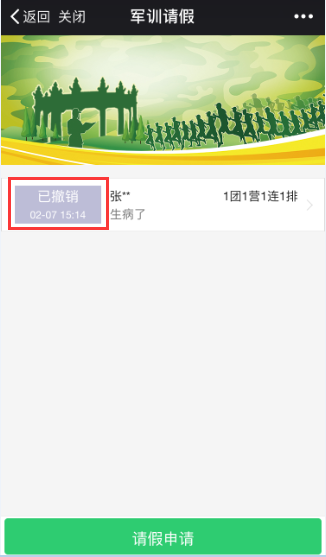 返回 关闭 军训请假
已撤销 张** 1团1营1连1排
02-07 15:14 生病了
请假申请